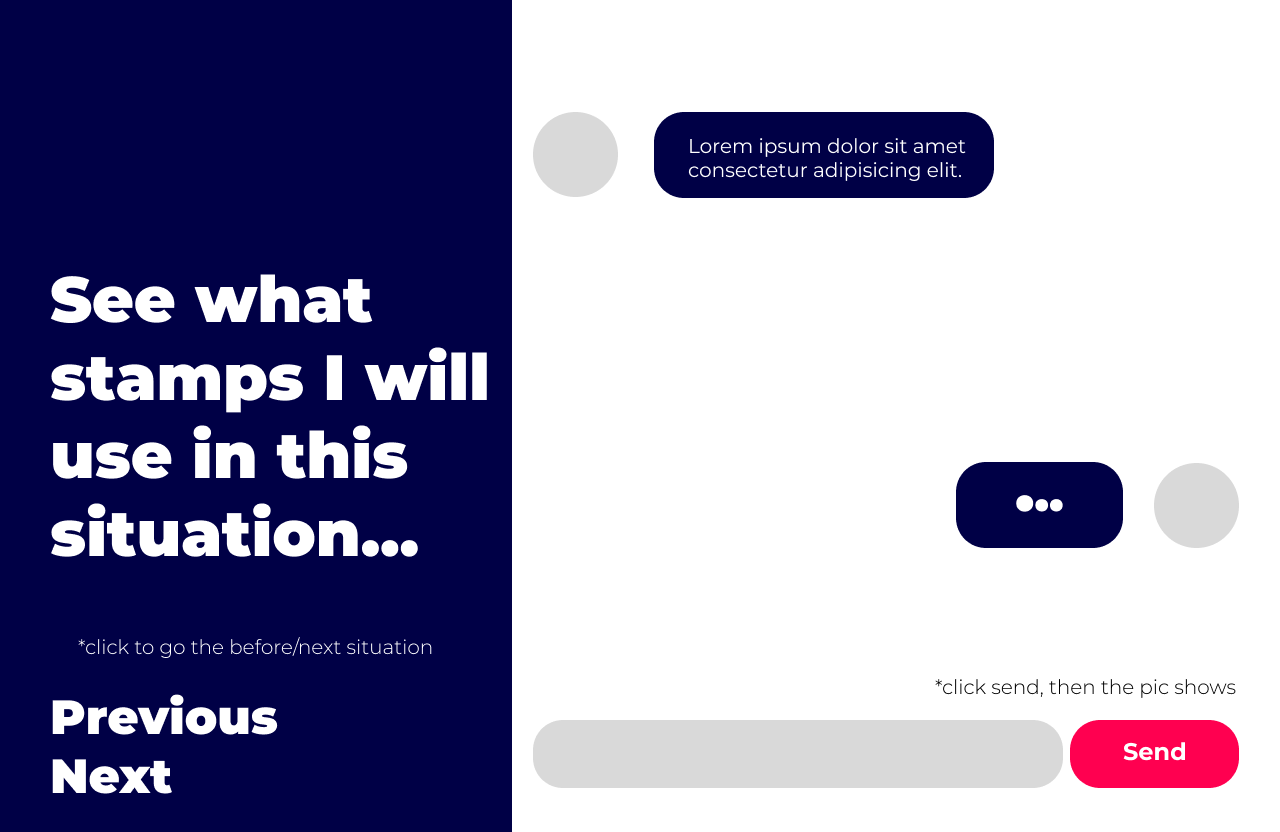 See what
stamps I will
use in this
situation...
*click to go the before/next situation
Previous
Next
Lorem ipsum dolor sit amet
consectetur adipisicing elit.
*click send, then the pic shows
Send